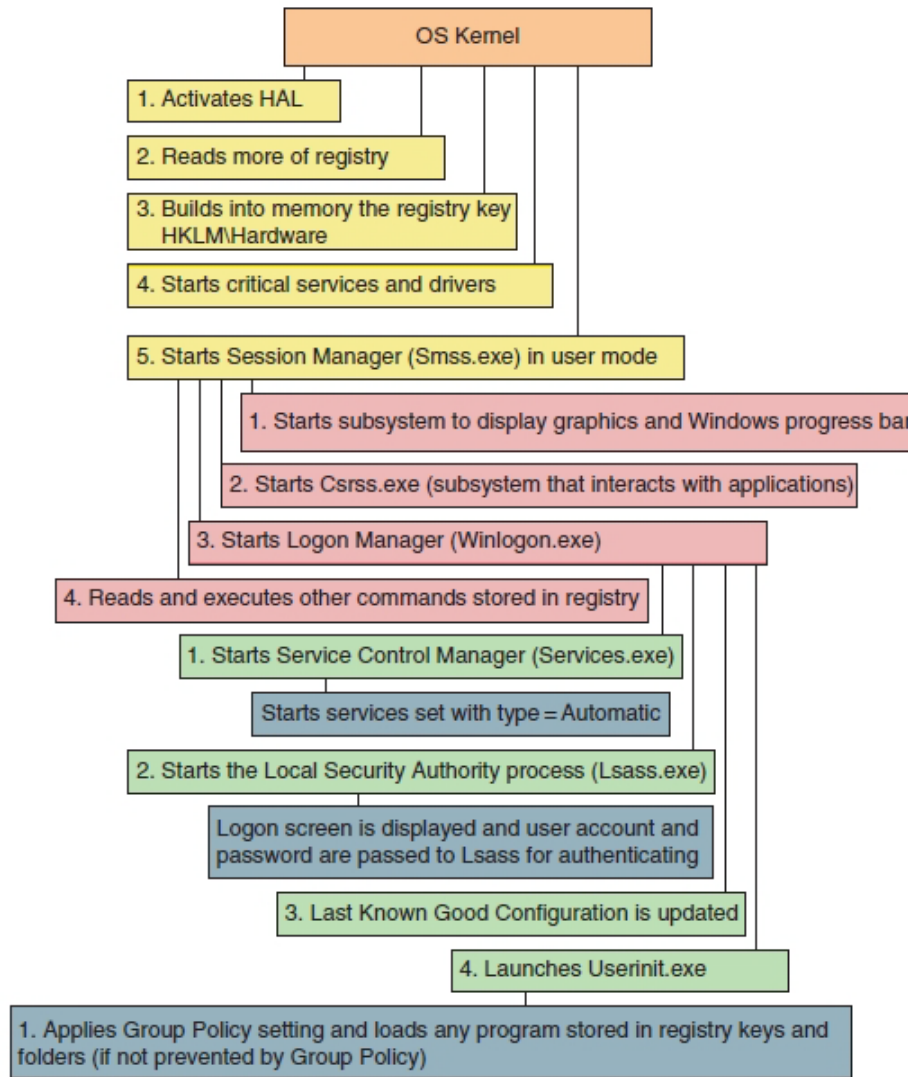 OS Kernel
1. Activates HAL
2. Reads more of registry
3. Builds into memory the registry key
HKLM\Hardware
4. Starts critical services and drivers
5. Starts Session Manager (Smss.exe) in user mode
1. Starts subsystem to display graphics and Windows progress bar
2. Starts Csrss.exe (subsystem that interacts with applications)
3. Starts Logon Manager (Winlogon.exe)
4. Reads and executes other commands stored in registry
1. Starts Service Control Manager (Services.exe)
Starts services set with type = Automatic
2. Starts the Local Security Authority process (Lsass.exe)
Logon screen is displayed and user account and
password are passed to Lsass for authenticating
3. Last Known Good Configuration is updated
4. Launches Userinit.exe
1. Applies Group Policy setting and loads any program stored in registry keys and
folders (if not prevented by Group Policy)